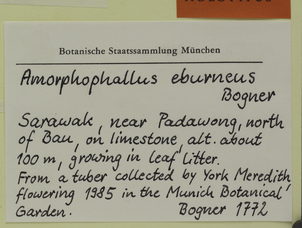 HOLOTYPUS
Botanische Staatssammlung München
Amorphophallus eburneus
Bogner
Sarawak, near Padawong, north
of Bau, on limestone, alt. about
100 m, growing in leaf litter.
From a tuber collected by York Meredith,
flowering 1985 in the Munich Botanical
Garden. Bogner 1772